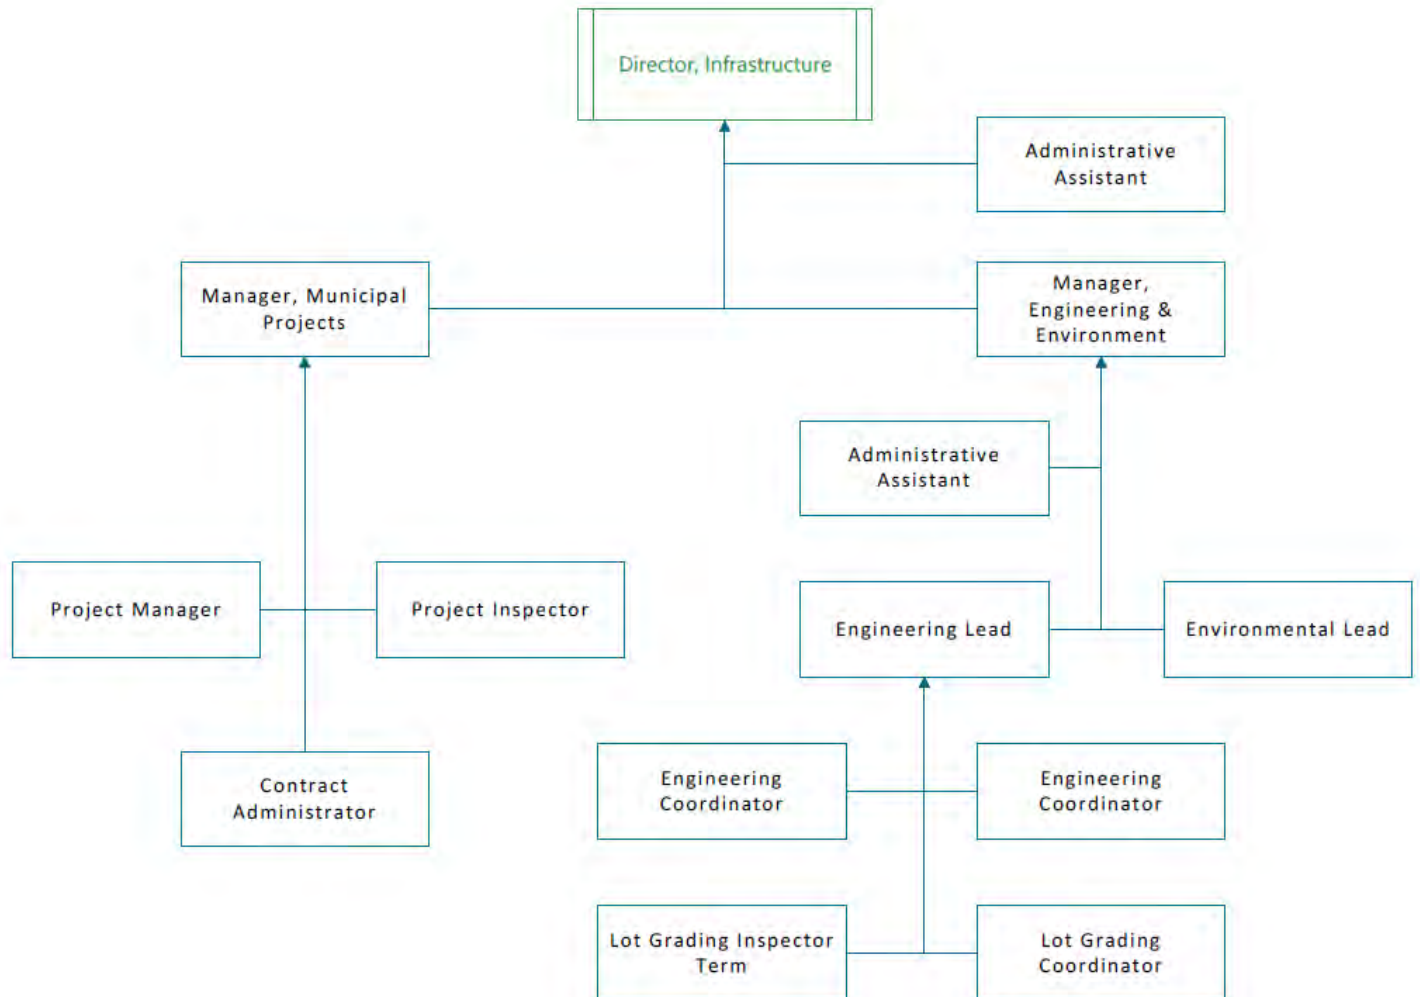 Director, Infrastructure
Administrative
Assistant
Manager, Municipal
Projects
Manager,
Engineering &
Environment
Administrative
Assistant
Project Manager
Project Inspector
Engineering Lead
Environmental Lead
Contract
Administrator
Engineering
Coordinator
Engineering
Coordinator
Lot Grading Inspector
Term
Lot Grading
Coordinator